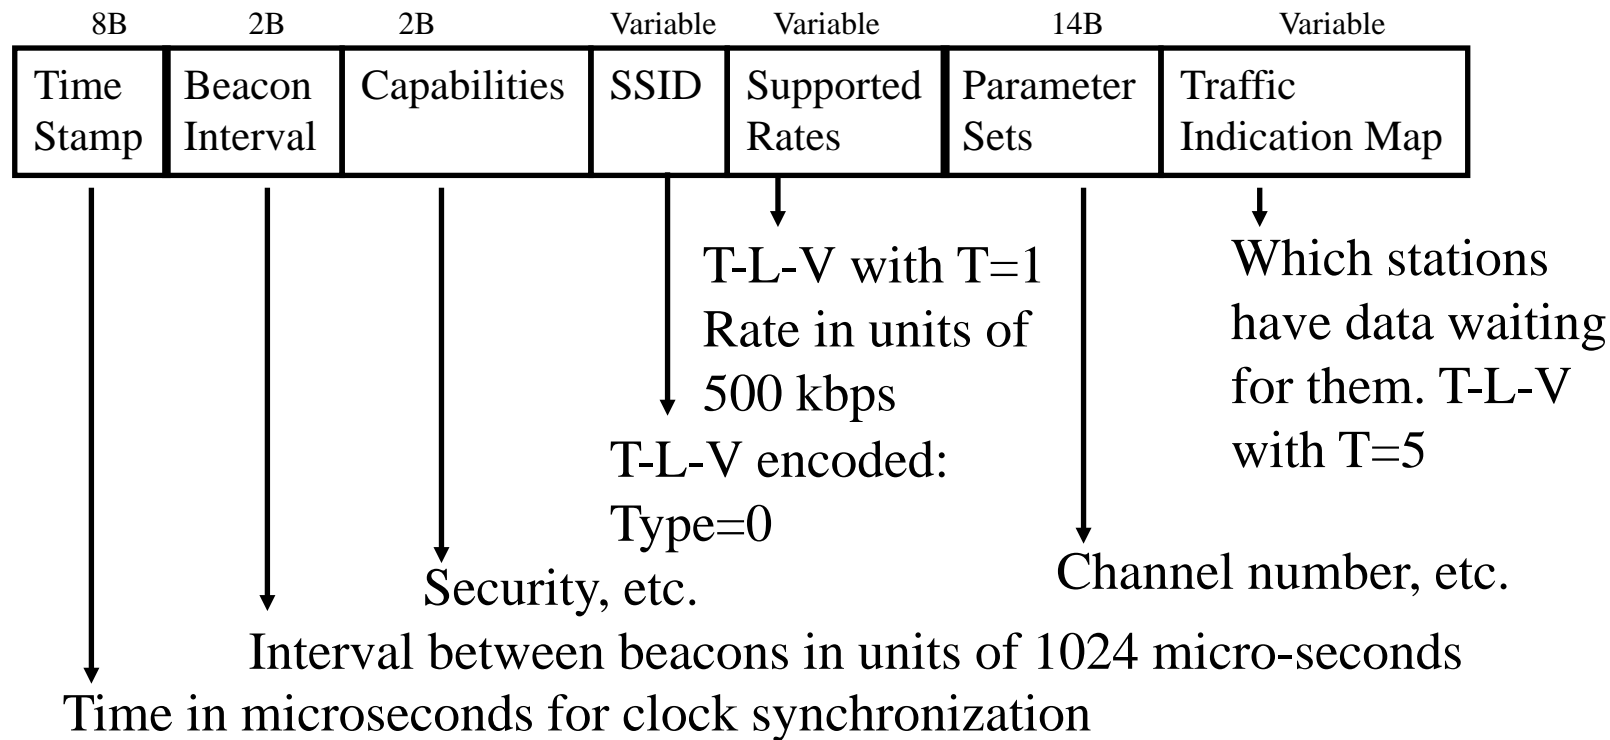 8B 2B 2B Variable Variable 14B Variable
Time Stamp
Beacon Interval
Capabilities
SSID
Supported Rates
Parameter Sets
Traffic Indication Map
T-L-V with T=1
Rate in units of
500 kbps
Which stations
have data waiting
for them. T-L-V
with T=5
T-L-V encoded:
Type=0
Security, etc.
Channel number, etc.
Interval between beacons in units of 1024 micro-seconds
Time in microseconds for clock synchronization